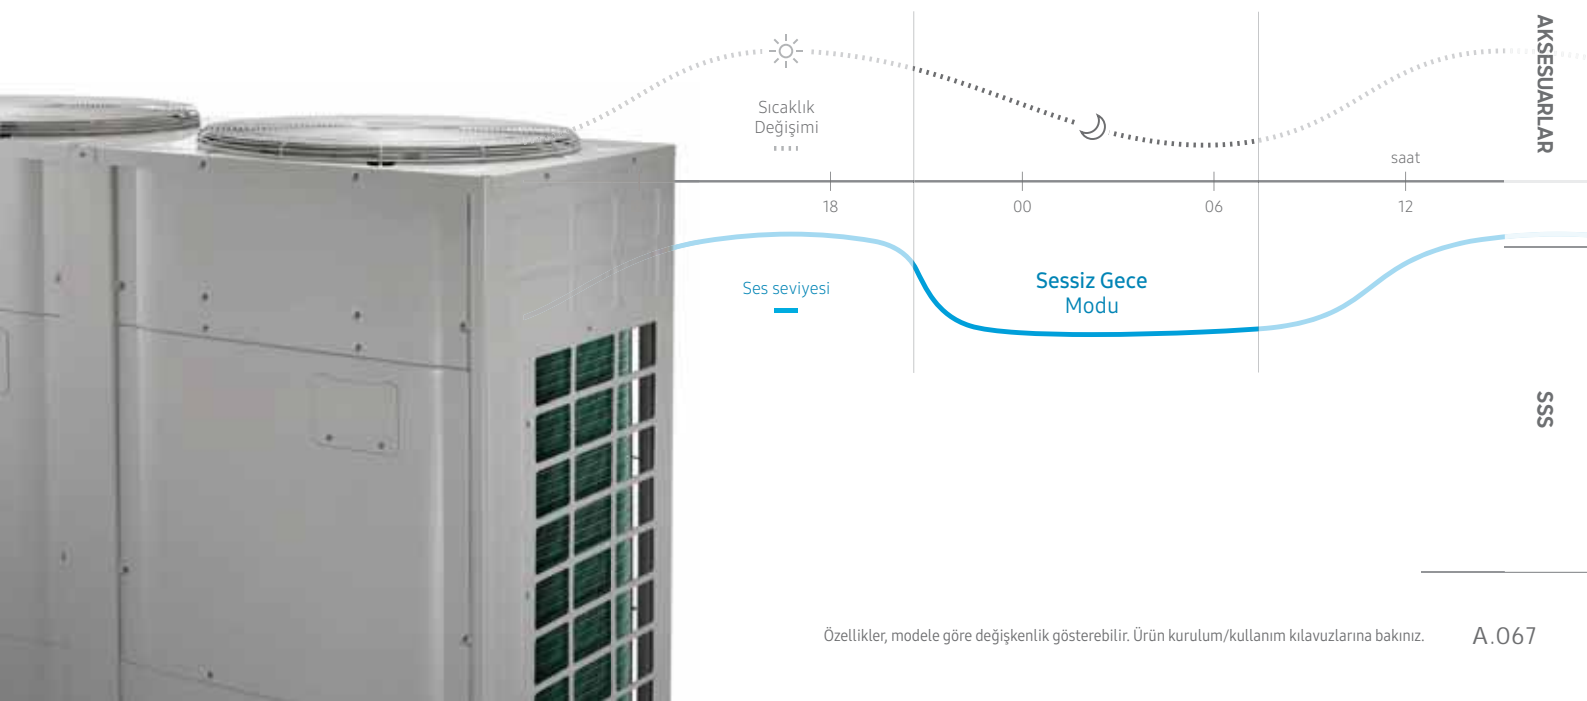 Sıcaklık
Değişimi
saat
18 00 06 12
Ses seviyesi
Sessiz Gece
Modu
AKSESUARLAR
SSS
Özellikler, modele göre değişkenlik gösterebilir. Ürün kurulum/kullanım kılavuzlarına bakınız.
A.067